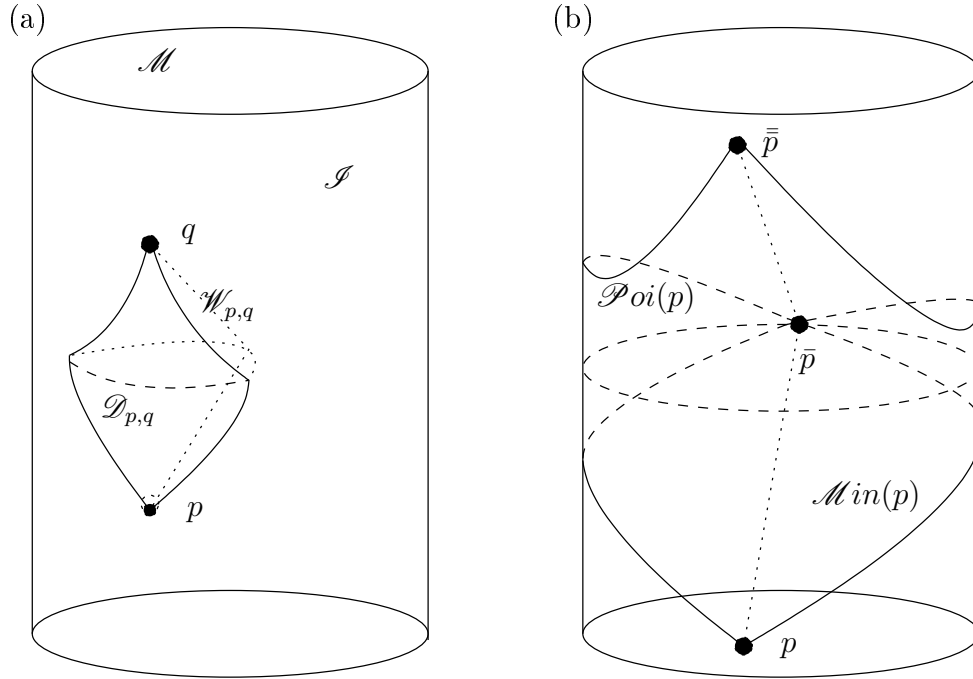 (a)
ℳ
ℐ
q
𝒲p,q
𝒟p,q
p
(b)
p̿
𝒫oi(p)
p̄
ℳin(p)
p